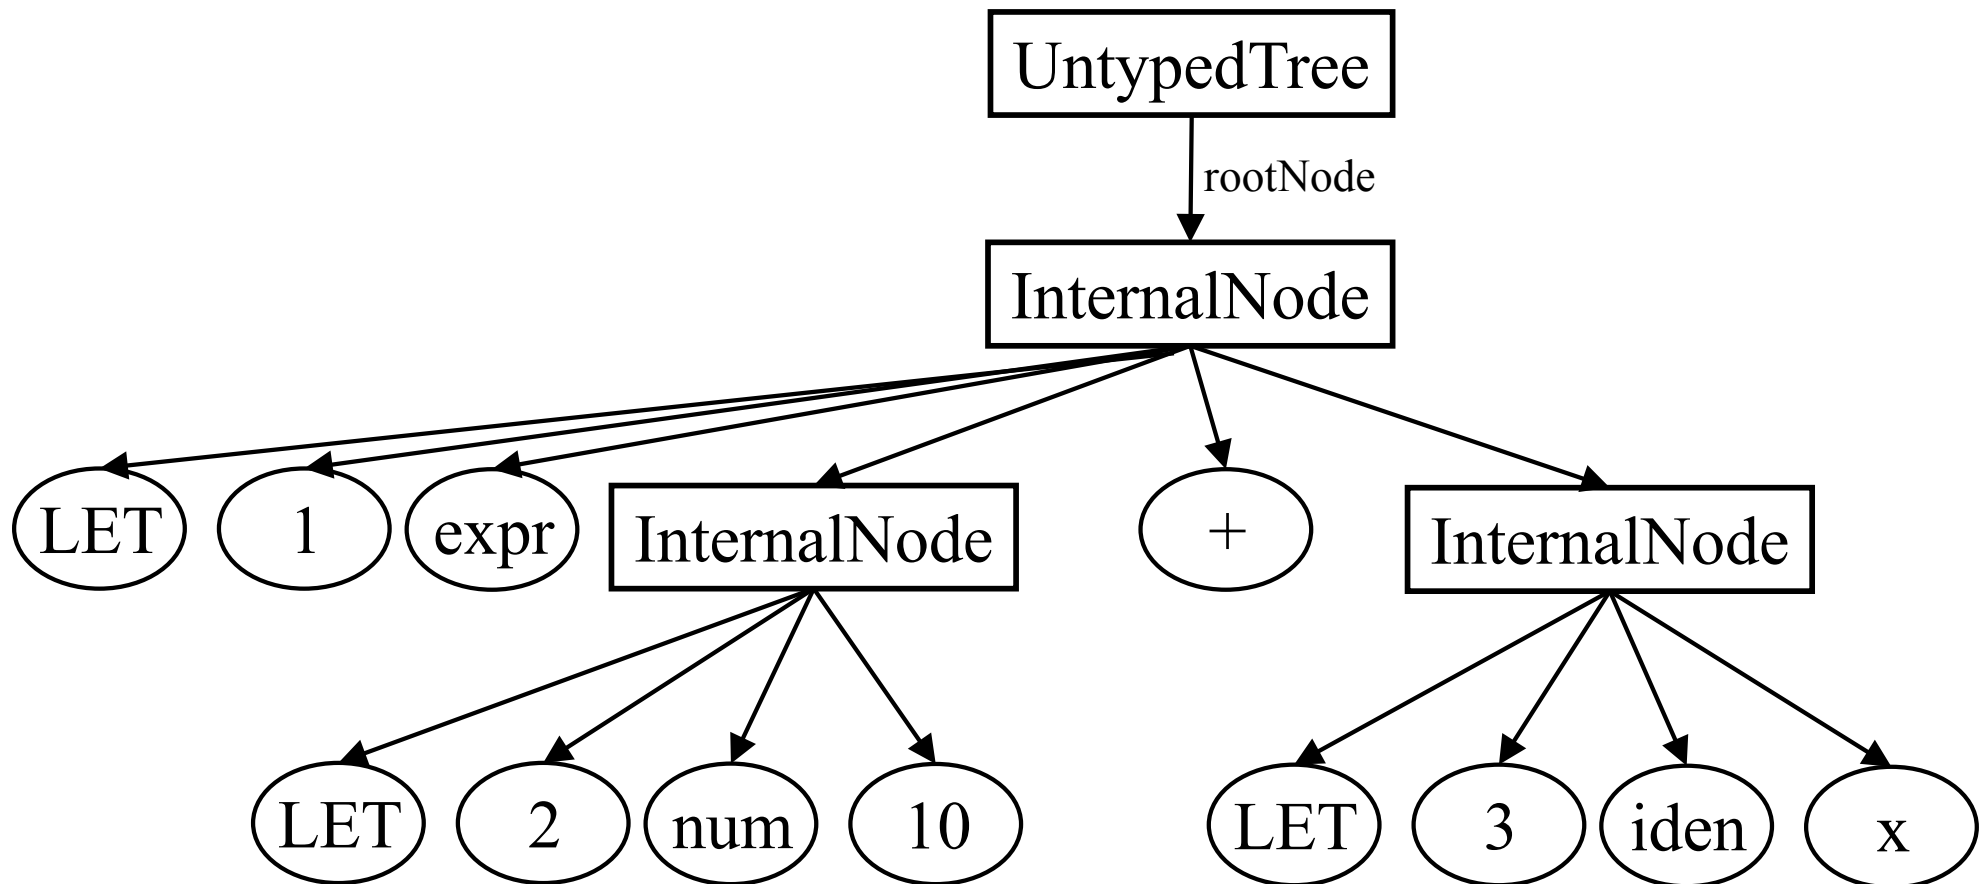 UntypedTree
rootNode
InternalNode
LET 1 expr InternalNode + InternalNode
LET 2 num 10 LET 3 iden x